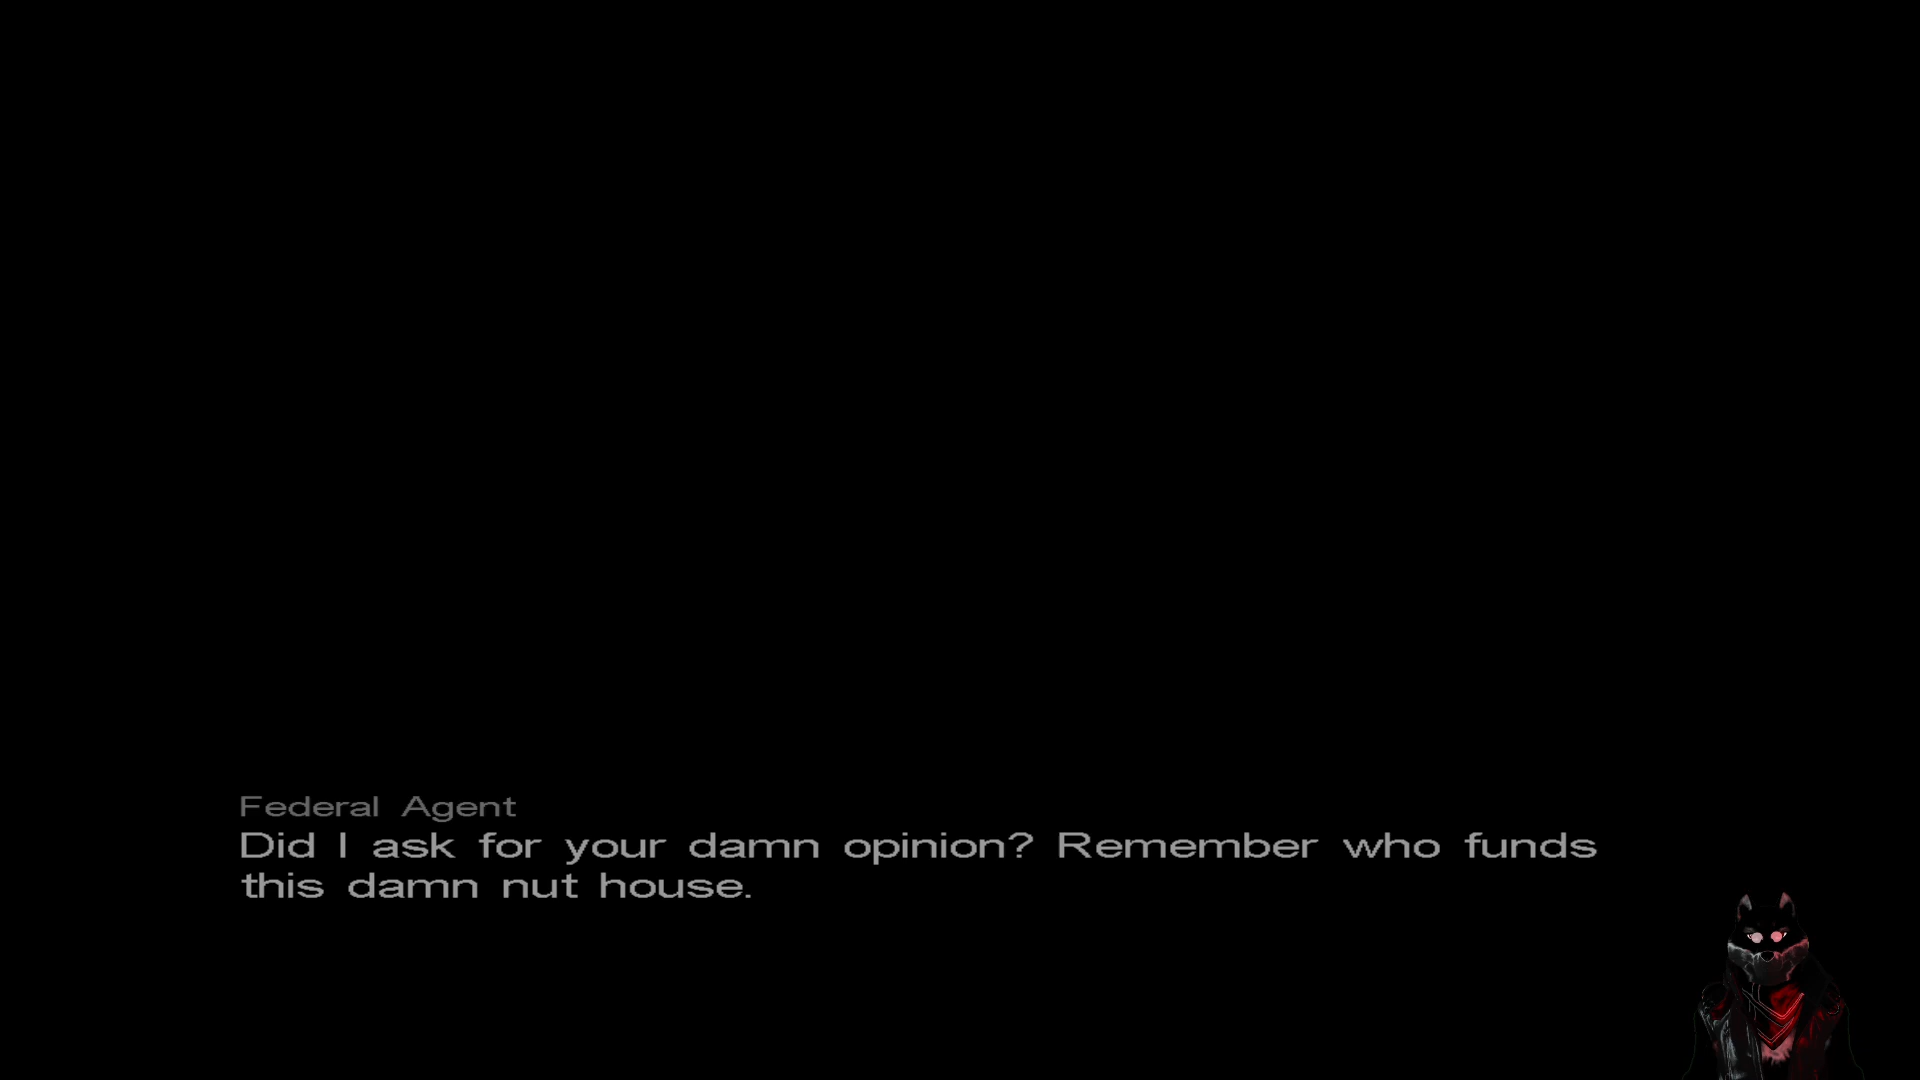 Federal Agent
Did I ask for your damn opinion? Remember who funds
this damn nut house.